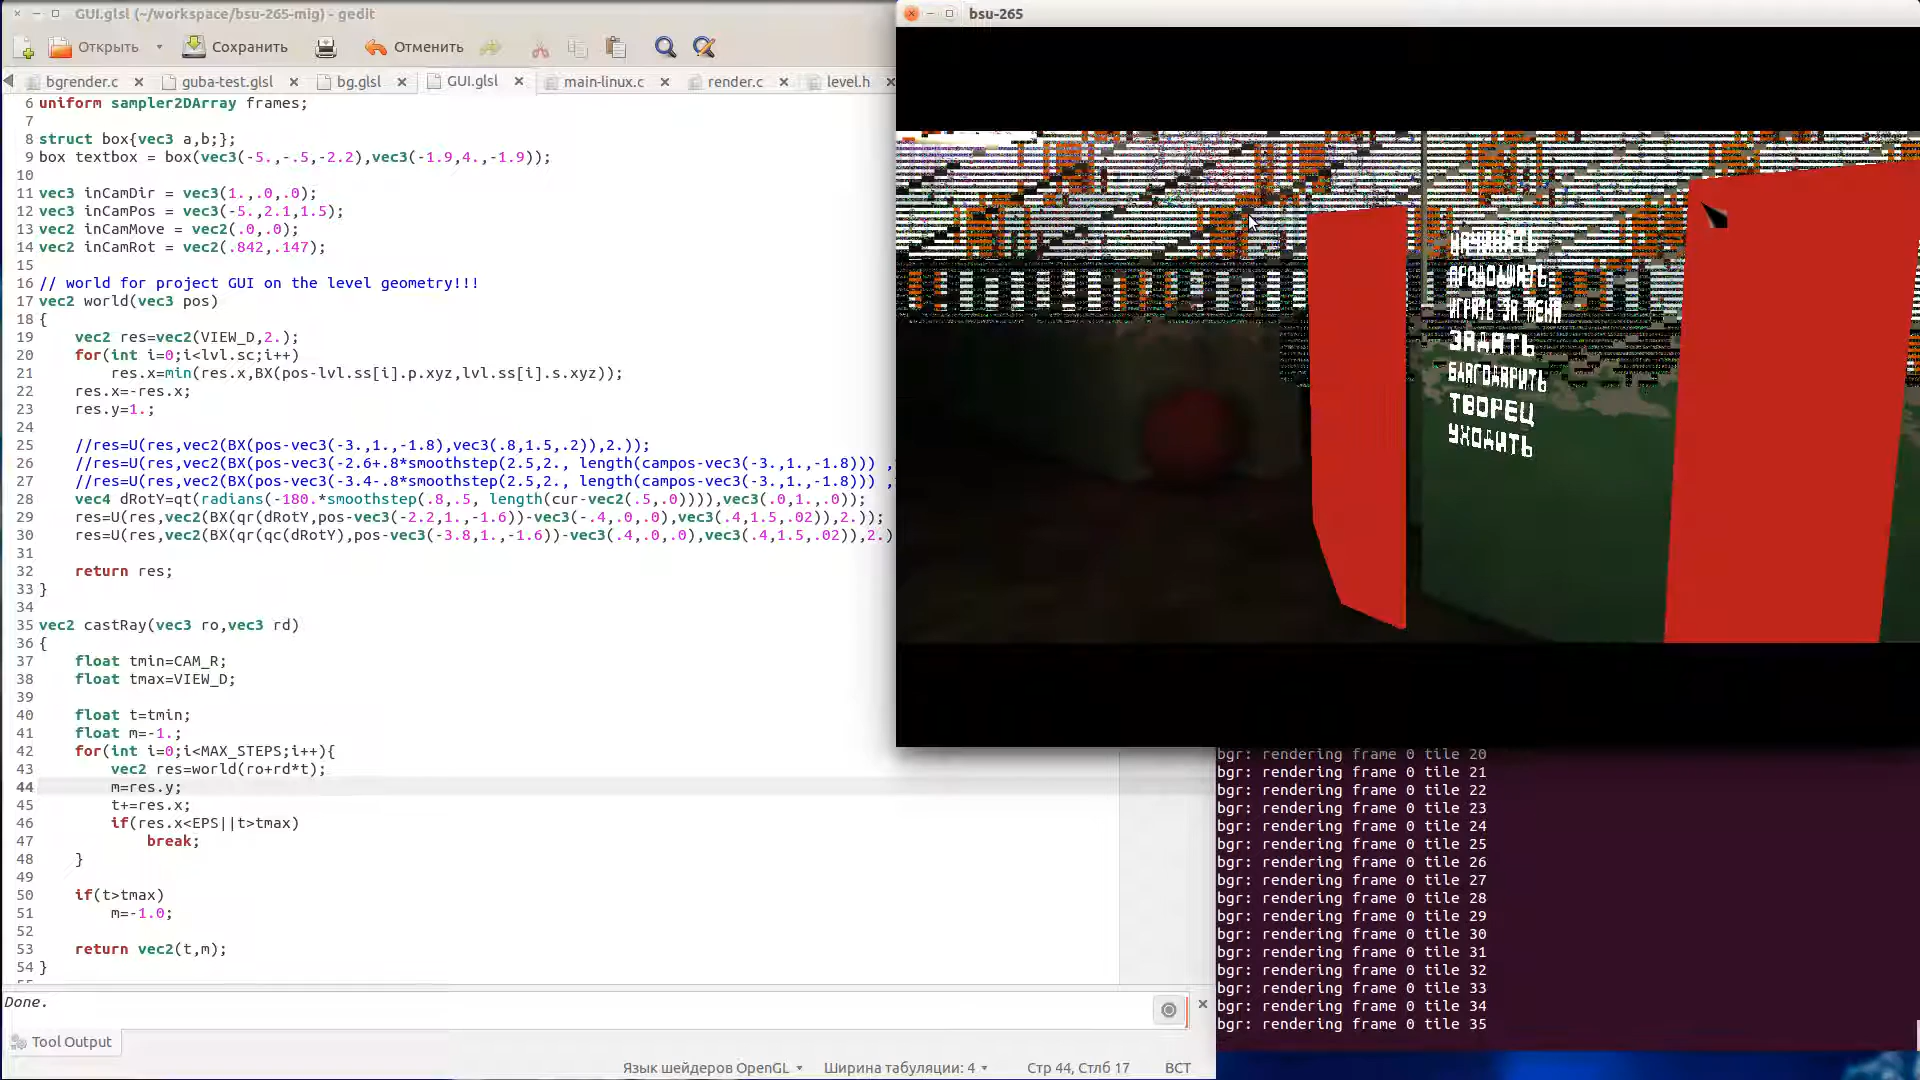 GUI.glsl (~/workspace/bsu-265-mig) - gedit
Открыть Сохранить Отменить
bgrender.c guba-test.glsl bg.glsl GUI.glsl main-linux.c render.c level.h
6 uniform sampler2DArray frames;
7
8 struct box{vec3 a,b;};
9 box textbox = box(vec3(-5.,-.5,-2.2),vec3(-1.9,4.,-1.9));
10
11 vec3 inCamDir = vec3(1.,.0,.0);
12 vec3 inCamPos = vec3(-5.,2.1,1.5);
13 vec2 inCamMove = vec2(.0,.0);
14 vec2 inCamRot = vec2(.842,.147);
15
16 // world for project GUI on the level geometry!!!
17 vec2 world(vec3 pos)
18 {
19 vec2 res=vec2(VIEW_D,2.);
20 for(int i=0;i<lvl.sc;i++)
21 res.x=min(res.x,BX(pos-lvl.ss[i].p.xyz,lvl.ss[i].s.xyz));
22 res.x=-res.x;
23 res.y=1.;
24
25 //res=U(res,vec2(BX(pos-vec3(-3.,1.,-1.8),vec3(.8,1.5,.2)),2.));
26 //res=U(res,vec2(BX(pos-vec3(-2.6+.8*smoothstep(2.5,2., length(campos-vec3(-3.,1.,-1.8))) ,
27 //res=U(res,vec2(BX(pos-vec3(-3.4-.8*smoothstep(2.5,2., length(campos-vec3(-3.,1.,-1.8))) ,
28 vec4 dRotY=qt(radians(-180.*smoothstep(.8,.5, length(cur-vec2(.5,.0)))),vec3(.0,1.,.0));
29 res=U(res,vec2(BX(qr(dRotY,pos-vec3(-2.2,1.,-1.6))-vec3(-.4,.0,.0),vec3(.4,1.5,.02)),2.));
30 res=U(res,vec2(BX(qr(qc(dRotY),pos-vec3(-3.8,1.,-1.6))-vec3(.4,.0,.0),vec3(.4,1.5,.02)),2.)
31
32 return res;
33 }
34
35 vec2 castRay(vec3 ro,vec3 rd)
36 {
37 float tmin=CAM_R;
38 float tmax=VIEW_D;
39
40 float t=tmin;
41 float m=-1.;
42 for(int i=0;i<MAX_STEPS;i++){
43 vec2 res=world(ro+rd*t);
44 m=res.y;
45 t+=res.x;
46 if(res.x<EPS||t>tmax)
47 break;
48 }
49
50 if(t>tmax)
51 m=-1.0;
52
53 return vec2(t,m);
54 }
Done.
Tool Output
Язык шейдеров OpenGL Ширина табуляции: 4 Стр 44, Стлб 17 ВСТ
bsu-265
ПРОДОЛЖАТЬ
ИГРАТЬ ЗА МЕНЯ
ЗАДАТЬ
БЛАГОДАРИТЬ
ТВОРЕЦ
УХОДИТЬ
bgr: rendering frame 0 tile 20
bgr: rendering frame 0 tile 21
bgr: rendering frame 0 tile 22
bgr: rendering frame 0 tile 23
bgr: rendering frame 0 tile 24
bgr: rendering frame 0 tile 25
bgr: rendering frame 0 tile 26
bgr: rendering frame 0 tile 27
bgr: rendering frame 0 tile 28
bgr: rendering frame 0 tile 29
bgr: rendering frame 0 tile 30
bgr: rendering frame 0 tile 31
bgr: rendering frame 0 tile 32
bgr: rendering frame 0 tile 33
bgr: rendering frame 0 tile 34
bgr: rendering frame 0 tile 35